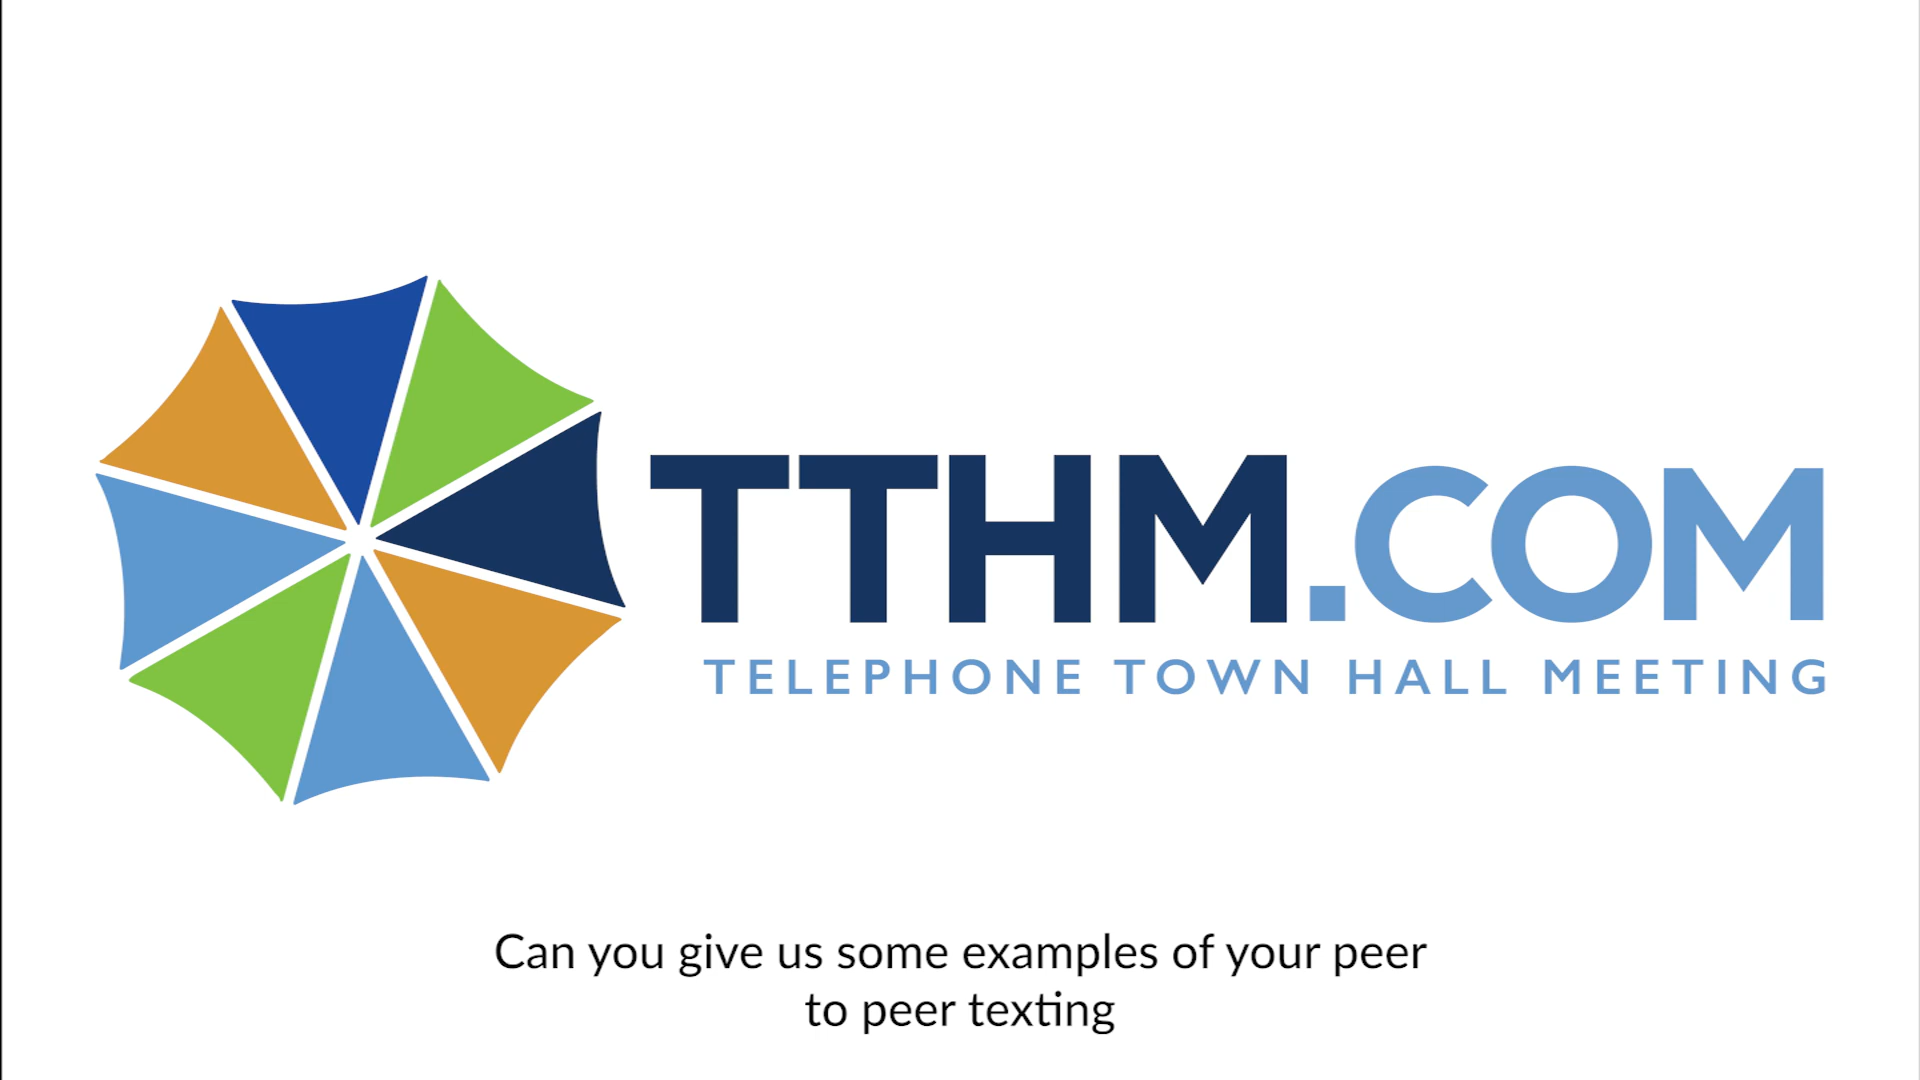 TTHM.COM
TELEPHONE TOWN HALL MEETING
Can you give us some examples of your peer
to peer texting